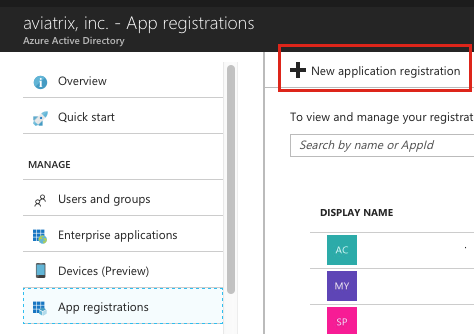 aviatrix, inc. - App registrations
Azure Active Directory
Overview
Quick start
MANAGE
Users and groups
Enterprise applications
Devices (Preview)
App registrations
New application registration
To view and manage your registrat
Search by name or AppId
DISPLAY NAME
AC
MY
SP